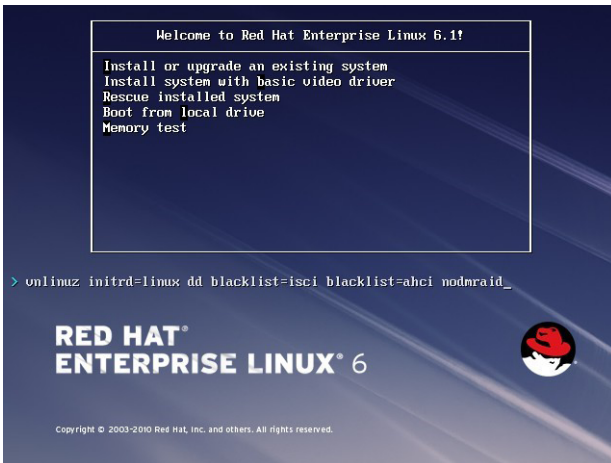 Welcome to Red Hat Enterprise Linux 6.1!
Install or upgrade an existing system
Install system with basic video driver
Rescue installed system
Boot from local drive
Memory test
> vmlinuz initrd=linux dd blacklist=isci blacklist=ahci nodmraid_
RED HAT®
ENTERPRISE LINUX® 6
Copyright © 2003-2010 Red Hat, Inc. and others. All rights reserved.